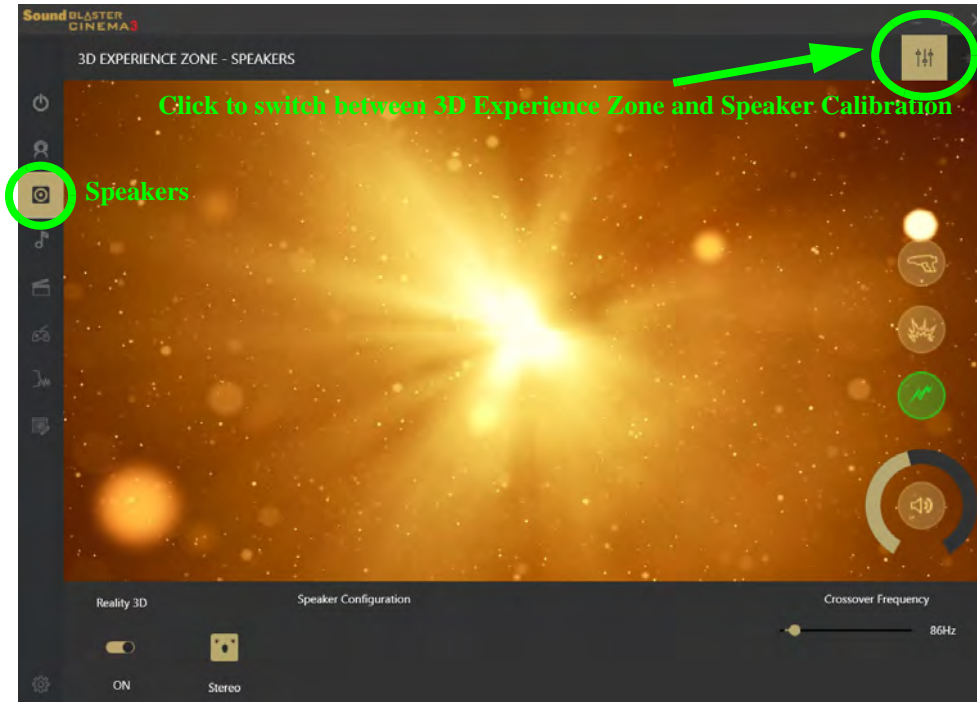 Sound BLASTER
CINEMA3
3D EXPERIENCE ZONE - SPEAKERS
Click to switch between 3D Experience Zone and Speaker Calibration
Speakers
Reality 3D
Speaker Configuration
Crossover Frequency
86Hz
ON
Stereo